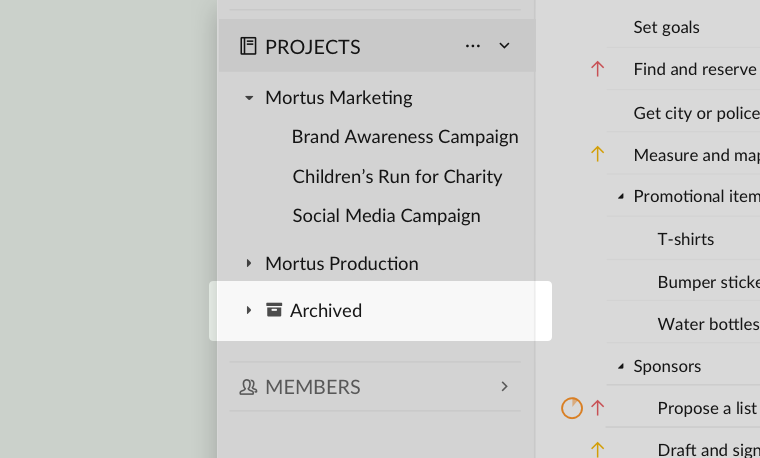 PROJECTS
Mortus Marketing
Brand Awareness Campaign
Children’s Run for Charity
Social Media Campaign
Mortus Production
Archived
MEMBERS
Set goals
Find and reserve
Get city or police
Measure and map
Promotional item
T-shirts
Bumper sticke
Water bottles
Sponsors
Propose a list
Draft and sign